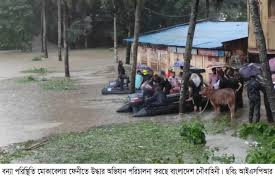 বন্যা পরিস্থিতি মোকাবেলায় ফেনীতে উদ্ধার অভিযান পরিচালনা করছে বাংলাদেশ নৌবাহিনী। ছবিঃ আইএসপিআর